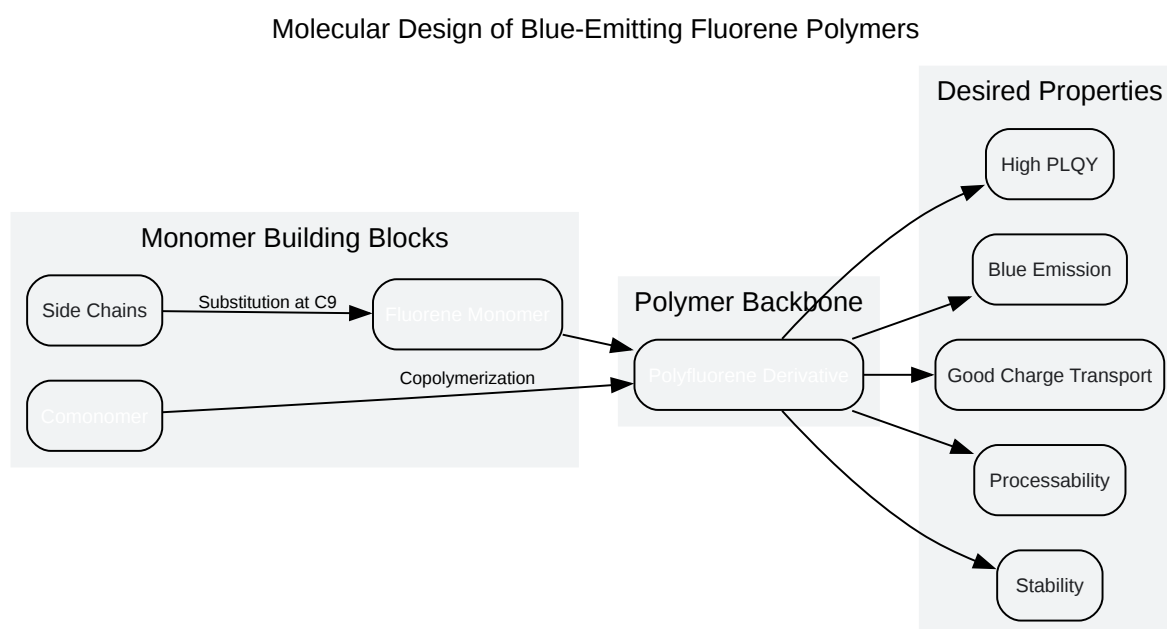 Molecular Design of Blue-Emitting Fluorene Polymers
Monomer Building Blocks
Side Chains
Substitution at C9
Fluorene Monomer
Comonomer
Copolymerization
Polymer Backbone
Polyfluorene Derivative
Desired Properties
High PLQY
Blue Emission
Good Charge Transport
Processability
Stability